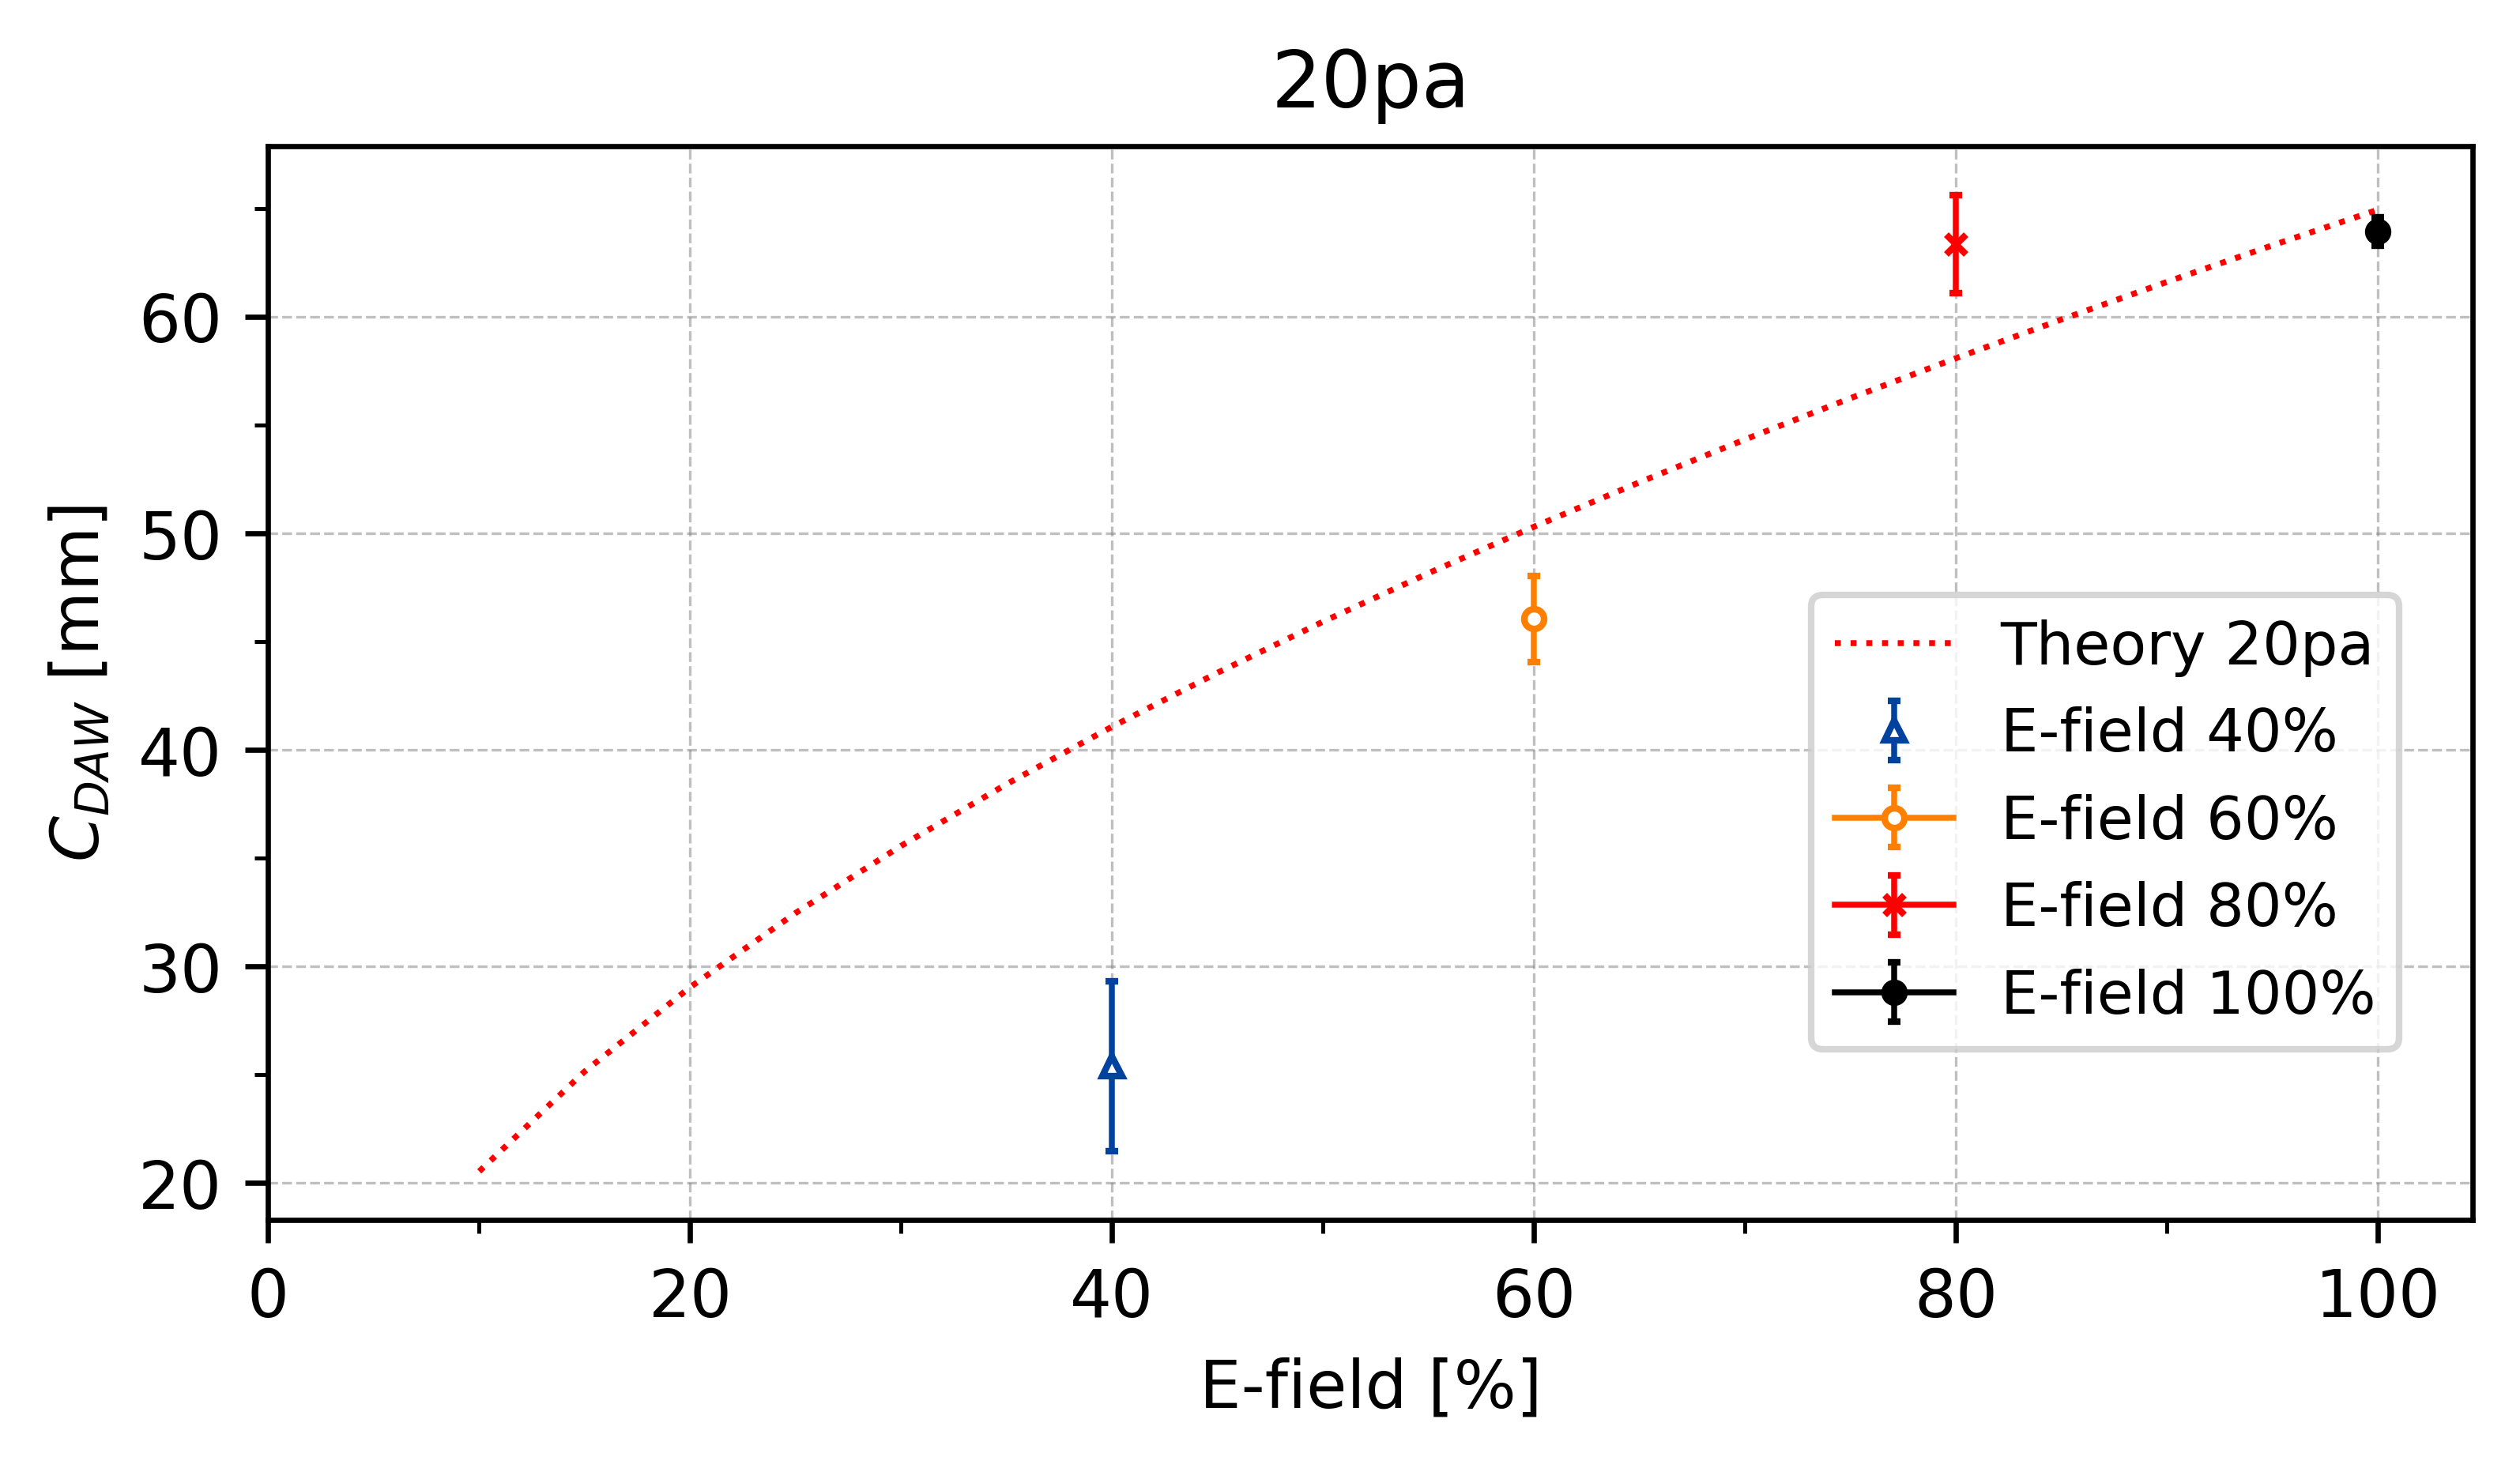 20pa
60
50
40
30
20
C_DAW [mm]
0 20 40 60 80 100
E-field [%]
Theory 20pa
E-field 40%
E-field 60%
E-field 80%
E-field 100%